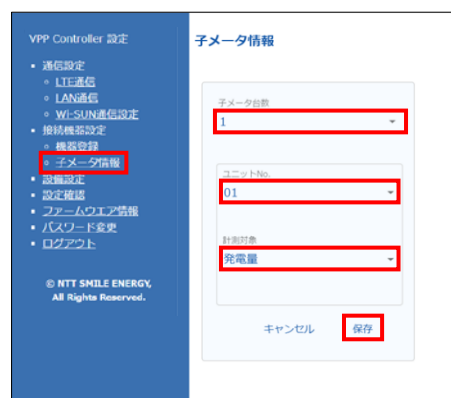 VPP Controller 設定
通信設定
LTE通信
LAN通信
Wi-SUN通信設定
接続機器設定
機器登録
子メータ情報
設備設定
設定確認
ファームウエア情報
パスワード変更
ログアウト
© NTT SMILE ENERGY,
All Rights Reserved.
子メータ情報
子メータ台数
1
ユニットNo.
01
計測対象
発電量
キャンセル 保存